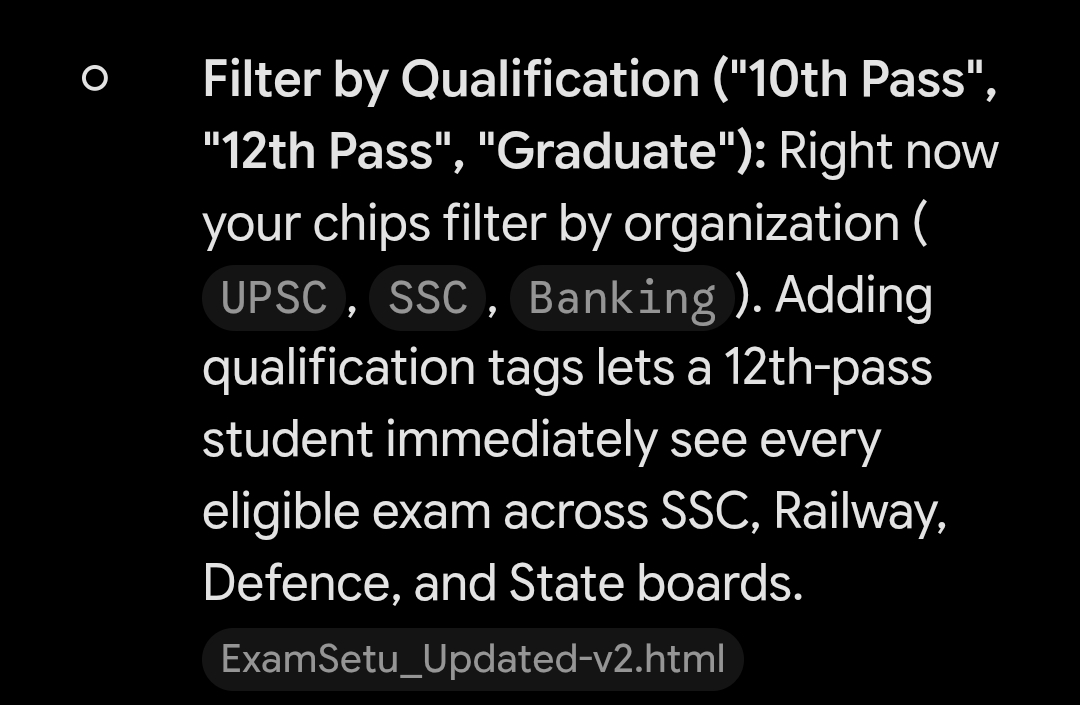 Filter by Qualification ("10th Pass",
"12th Pass", "Graduate"): Right now
your chips filter by organization (
UPSC, SSC, Banking). Adding
qualification tags lets a 12th-pass
student immediately see every
eligible exam across SSC, Railway,
Defence, and State boards.
ExamSetu_Updated-v2.html